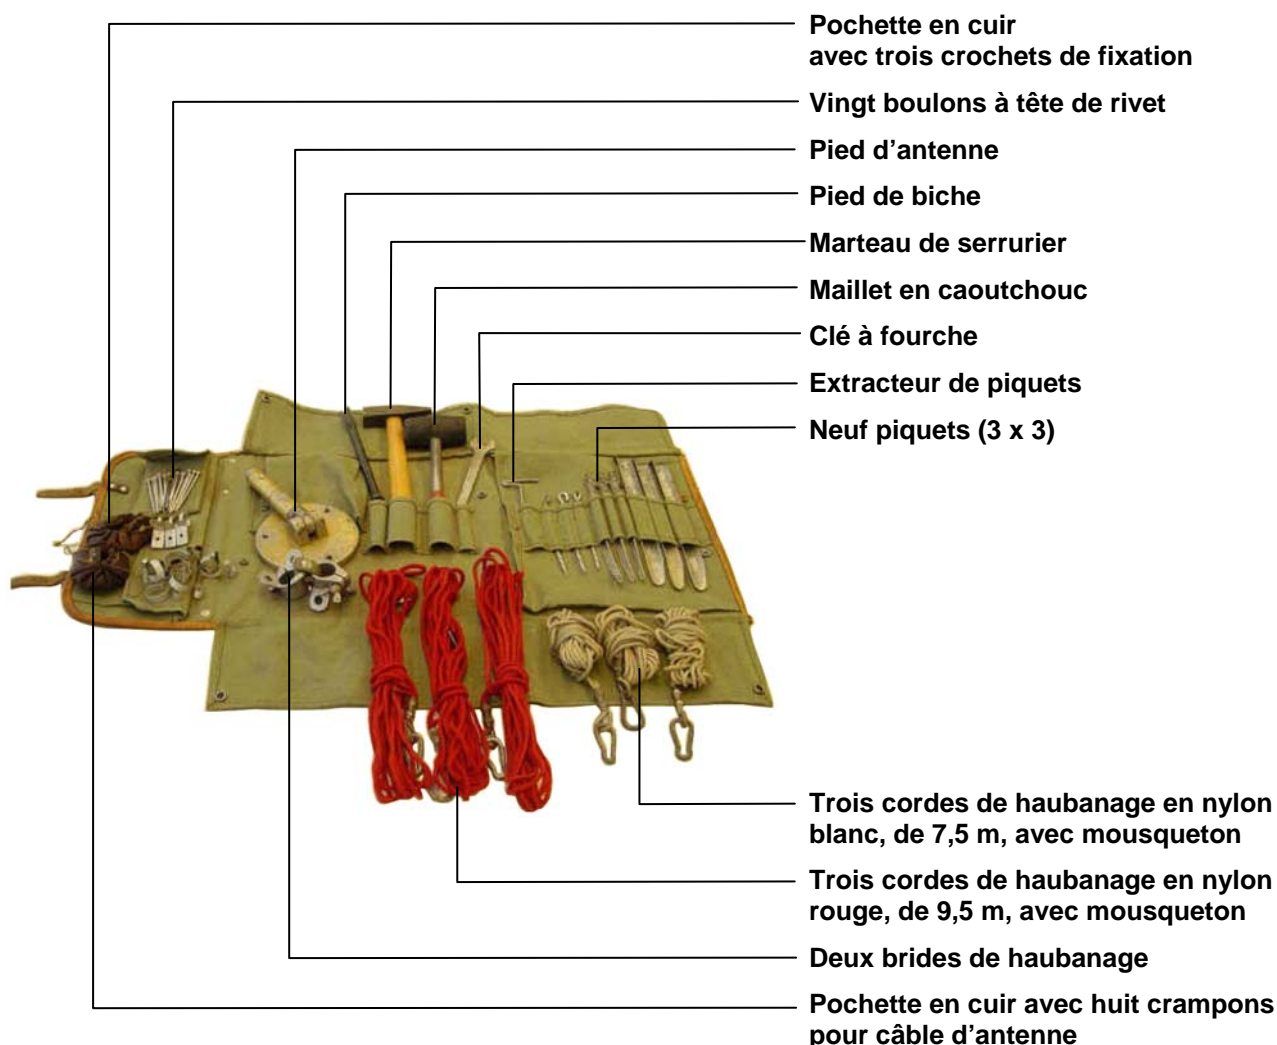 Pochette en cuir
avec trois crochets de fixation
Vingt boulons à tête de rivet
Pied d’antenne
Pied de biche
Marteau de serrurier
Maillet en caoutchouc
Clé à fourche
Extracteur de piquets
Neuf piquets (3 x 3)
Trois cordes de haubanage en nylon
blanc, de 7,5 m, avec mousqueton
Trois cordes de haubanage en nylon
rouge, de 9,5 m, avec mousqueton
Deux brides de haubanage
Pochette en cuir avec huit crampons
pour câble d’antenne